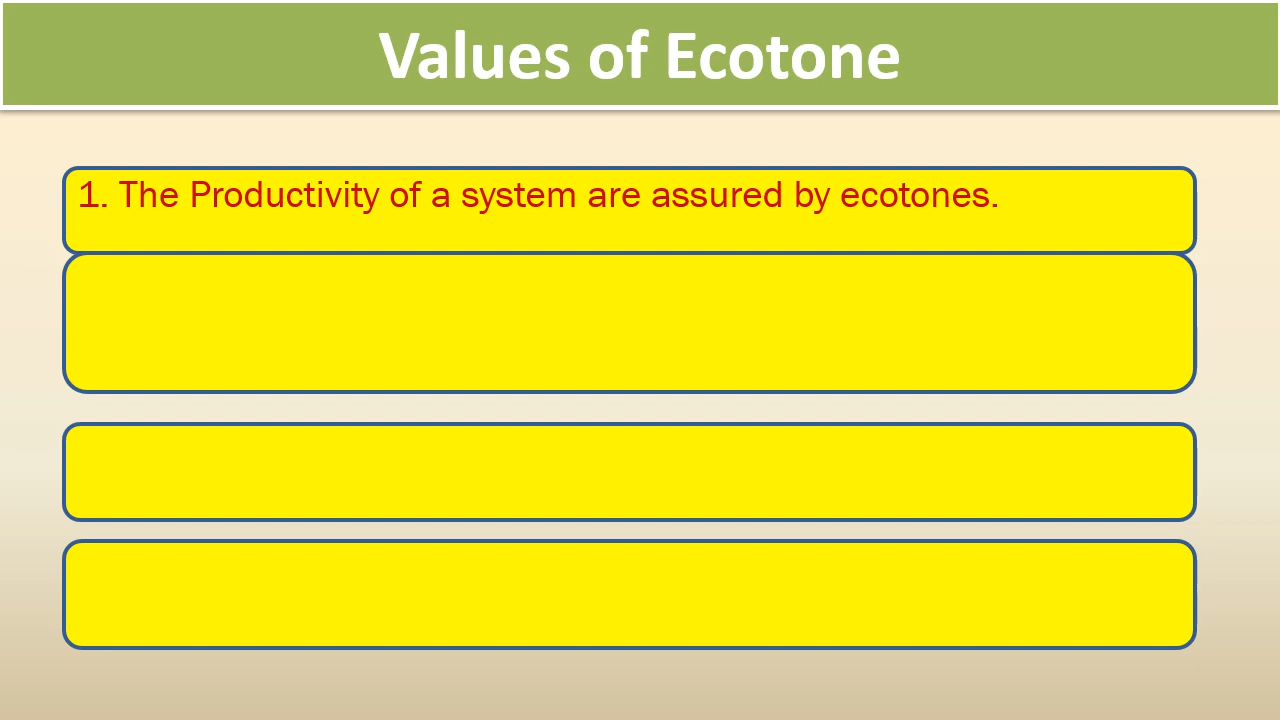 Values of Ecotone
1. The Productivity of a system are assured by ecotones.